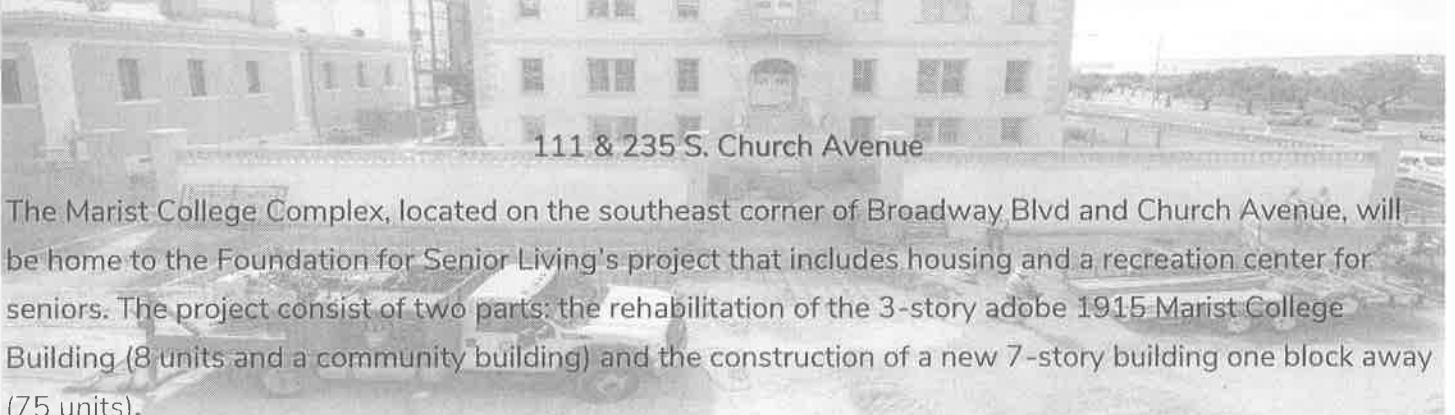 111 & 235 S. Church Avenue
The Marist College Complex, located on the southeast corner of Broadway Blvd and Church Avenue, will
be home to the Foundation for Senior Living's project that includes housing and a recreation center for
seniors. The project consist of two parts: the rehabilitation of the 3-story adobe 1915 Marist College
Building (8 units and a community building) and the construction of a new 7-story building one block away
(75 units).